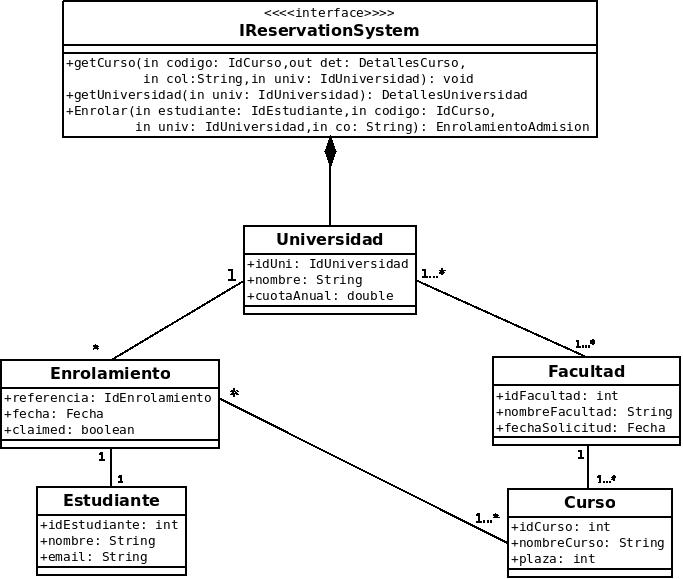 <<<<interface>>>>
IReservationSystem
+getCurso(in codigo: IdCurso,out det: DetallesCurso,
in col:String,in univ: IdUniversidad): void
+getUniversidad(in univ: IdUniversidad): DetallesUniversidad
+Enrolar(in estudiante: IdEstudiante,in codigo: IdCurso,
in univ: IdUniversidad,in co: String): EnrolamientoAdmision
Universidad
+idUni: IdUniversidad
+nombre: String
+cuotaAnual: double
1
1...*
*
1...*
Enrolamiento
+referencia: IdEnrolamiento
+fecha: Fecha
+claimed: boolean
*
Facultad
+idFacultad: int
+nombreFacultad: String
+fechaSolicitud: Fecha
1
1
1
1...*
Estudiante
+idEstudiante: int
+nombre: String
+email: String
1...*
Curso
+idCurso: int
+nombreCurso: String
+plaza: int